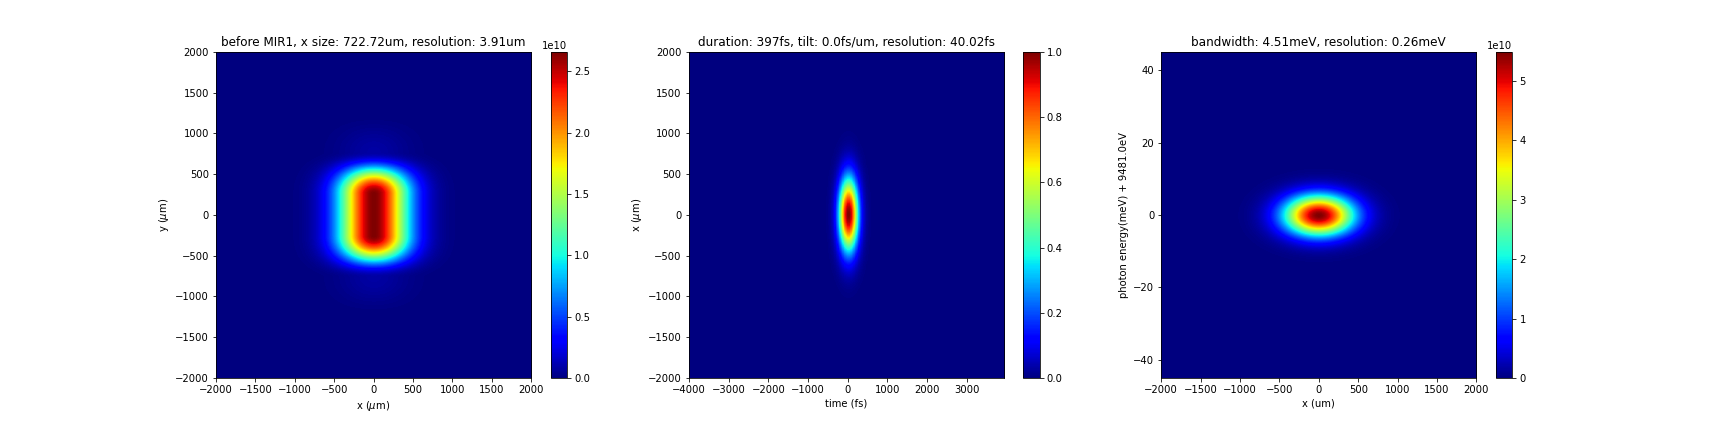 before MIR1, x size: 722.72um, resolution: 3.91um
1e10
2000
1500
1000
500
0
−500
−1000
−1500
−2000
y (μm)
−2000 −1500 −1000 −500 0 500 1000 1500 2000
x (μm)
2.5
2.0
1.5
1.0
0.5
0.0
duration: 397fs, tilt: 0.0fs/um, resolution: 40.02fs
2000
1500
1000
500
0
−500
−1000
−1500
−2000
x (μm)
−4000 −3000 −2000 −1000 0 1000 2000 3000
time (fs)
1.0
0.8
0.6
0.4
0.2
0.0
bandwidth: 4.51meV, resolution: 0.26meV
1e10
40
20
0
−20
−40
photon energy(meV) + 9481.0eV
−2000 −1500 −1000 −500 0 500 1000 1500 2000
x (um)
5
4
3
2
1
0